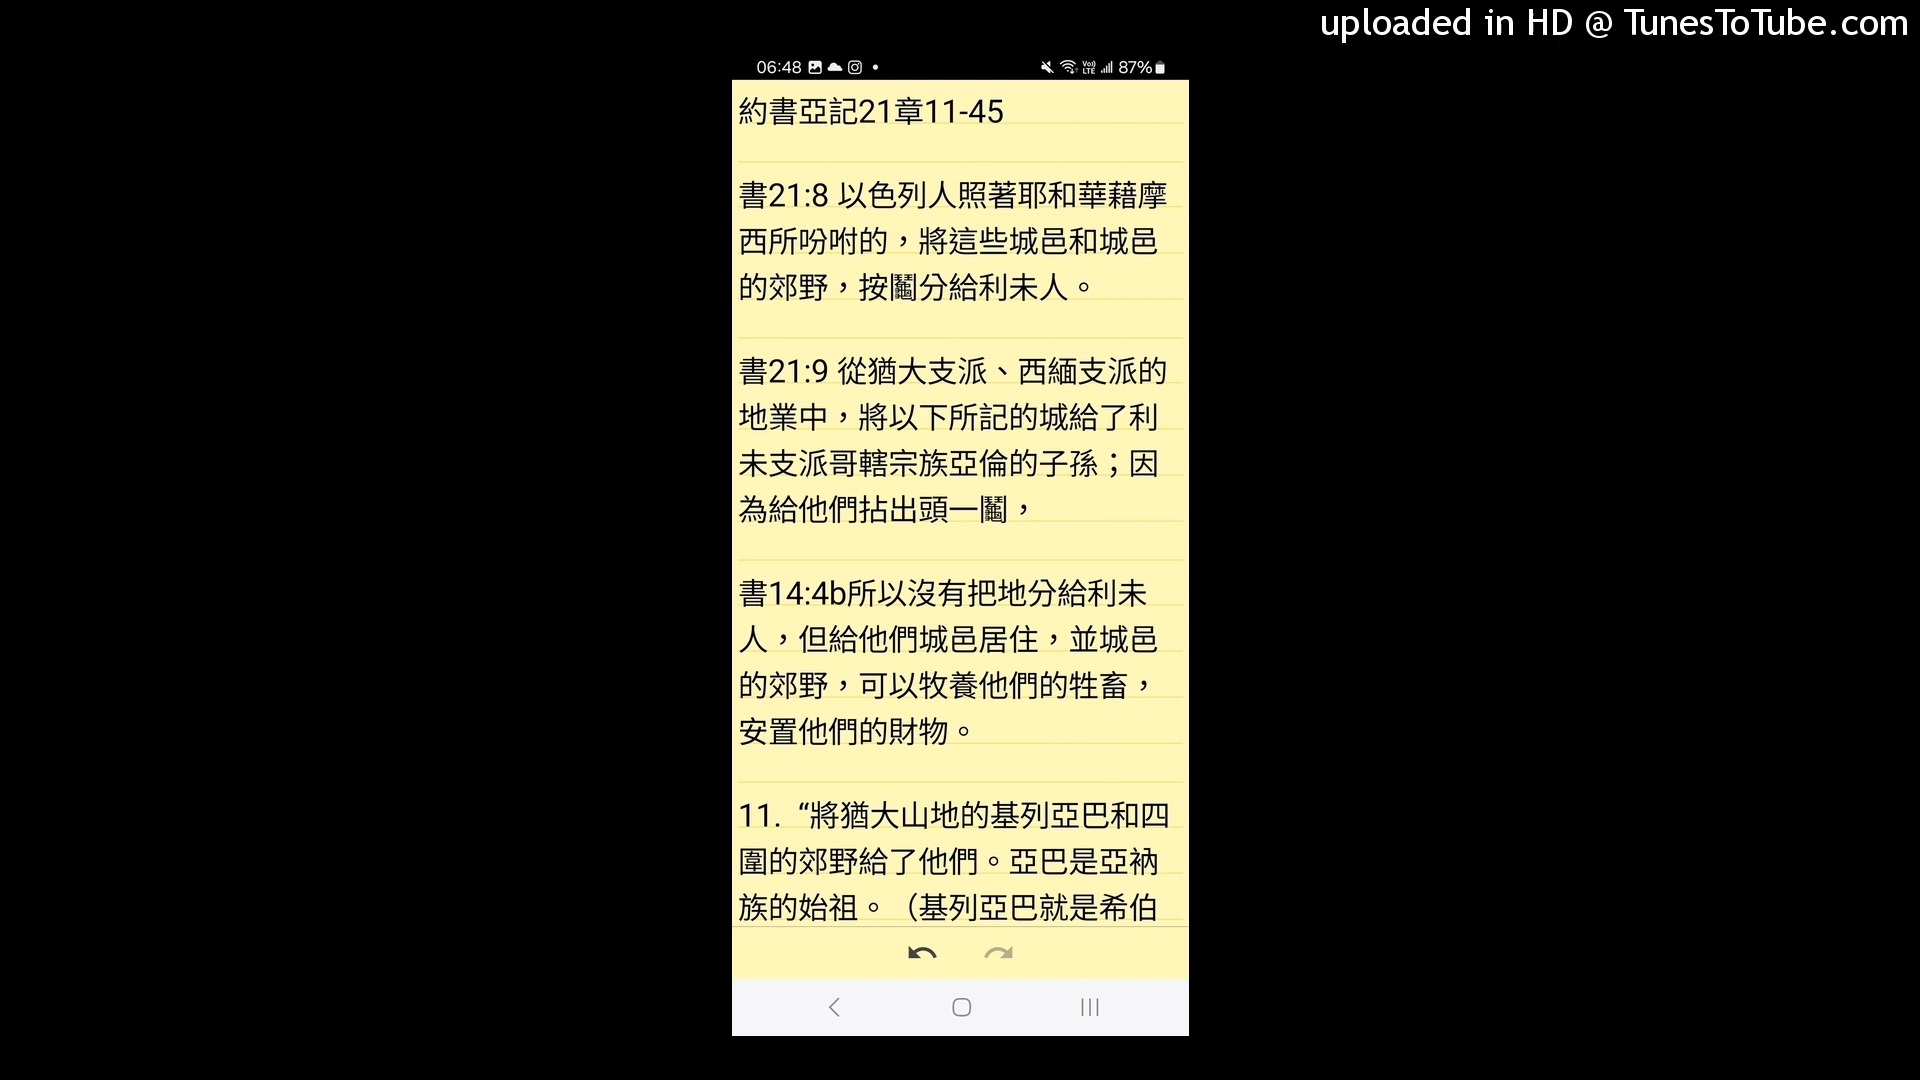 uploaded in HD @ TunesToTube.com
06:48
87%
約書亞記21章11-45
書21:8 以色列人照著耶和華藉摩
西所吩咐的，將這些城邑和城邑
的郊野，按鬮分給利未人。
書21:9 從猶大支派、西緬支派的
地業中，將以下所記的城給了利
未支派哥轄宗族亞倫的子孫；因
為給他們拈出頭一鬮，
書14:4b所以沒有把地分給利未
人，但給他們城邑居住，並城邑
的郊野，可以牧養他們的牲畜，
安置他們的財物。
11.  “將猶大山地的基列亞巴和四
圍的郊野給了他們。亞巴是亞衲
族的始祖。（基列亞巴就是希伯